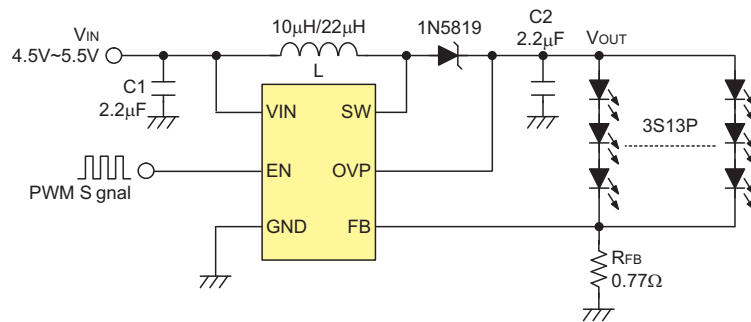 VIN
4.5V~5.5V
10µH/22µH
L
1N5819
C2
2.2µF
VOUT
C1
2.2µF
VIN
SW
3S13P
EN
OVP
PWM S gnal
GND
FB
RFB
0.77Ω